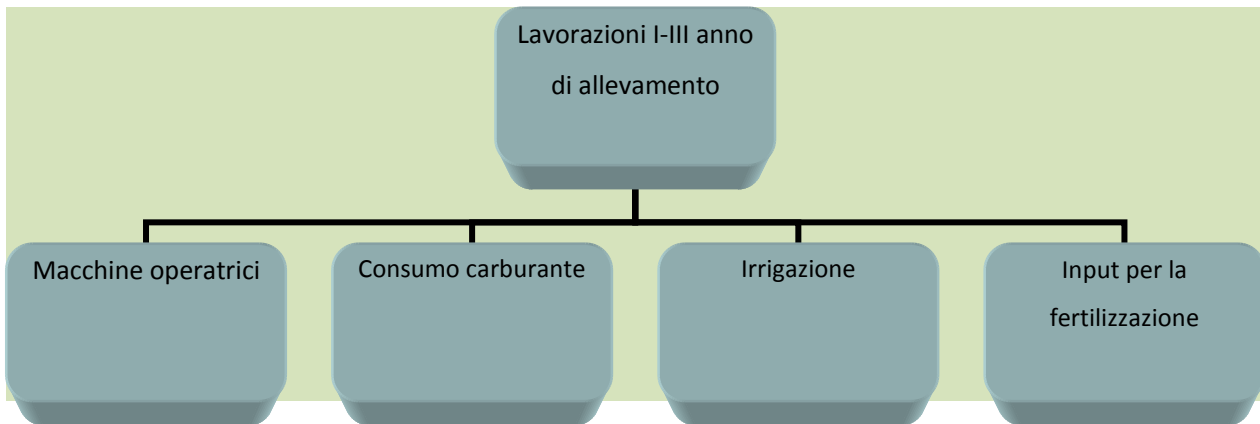 Lavorazioni I-III anno
di allevamento
Macchine operatrici
Consumo carburante
Irrigazione
Input per la
fertilizzazione